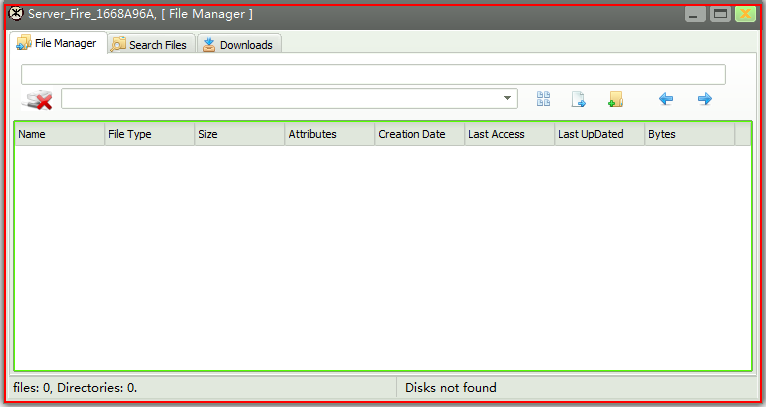 Server_Fire_1668A96A, [ File Manager ]
File Manager Search Files Downloads
Name File Type Size Attributes Creation Date Last Access Last UpDated Bytes
files: 0, Directories: 0. Disks not found